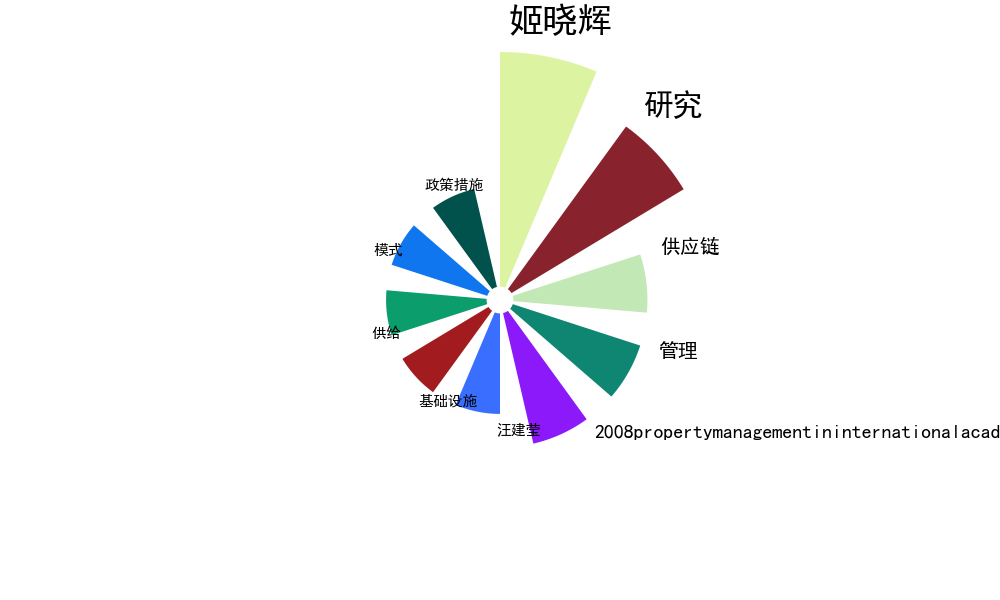 姬晓辉
研究
政策措施
供应链
模式
供给
管理
基础设施
汪建莹
2008propertymanagementininternationalacad